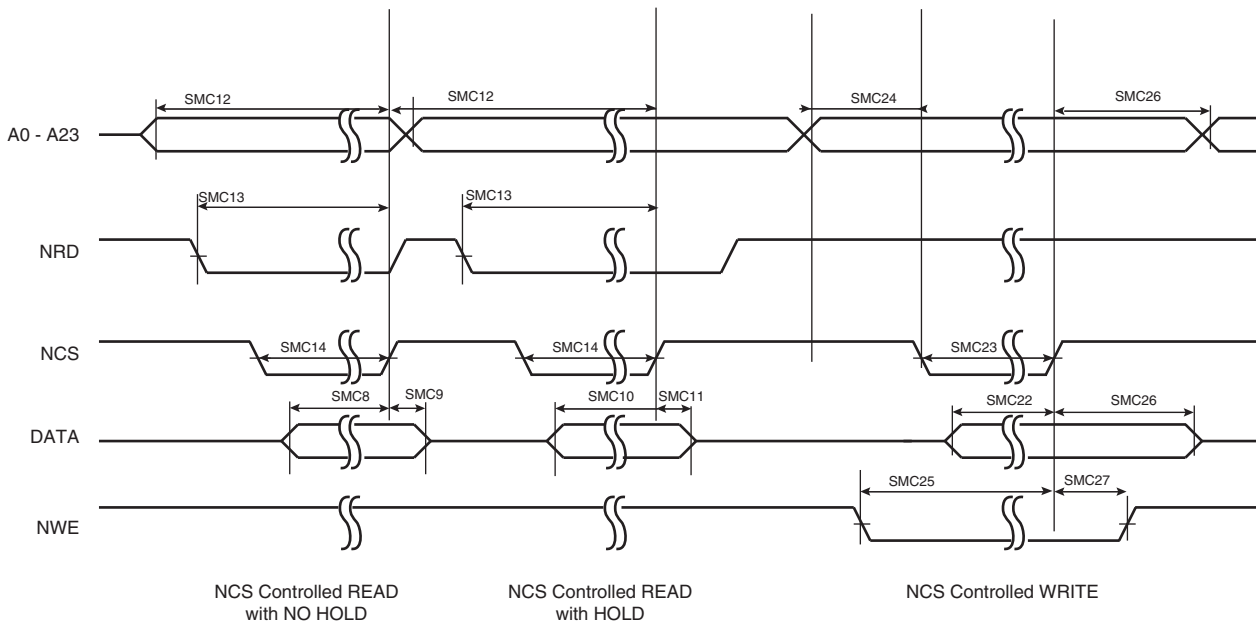 SMC12
SMC12
SMC24
SMC26
A0 - A23
SMC13
SMC13
NRD
NCS
SMC14
SMC14
SMC23
SMC8
SMC9
SMC10
SMC11
SMC22
SMC26
DATA
SMC25
SMC27
NWE
NCS Controlled READ
with NO HOLD
NCS Controlled READ
with HOLD
NCS Controlled WRITE